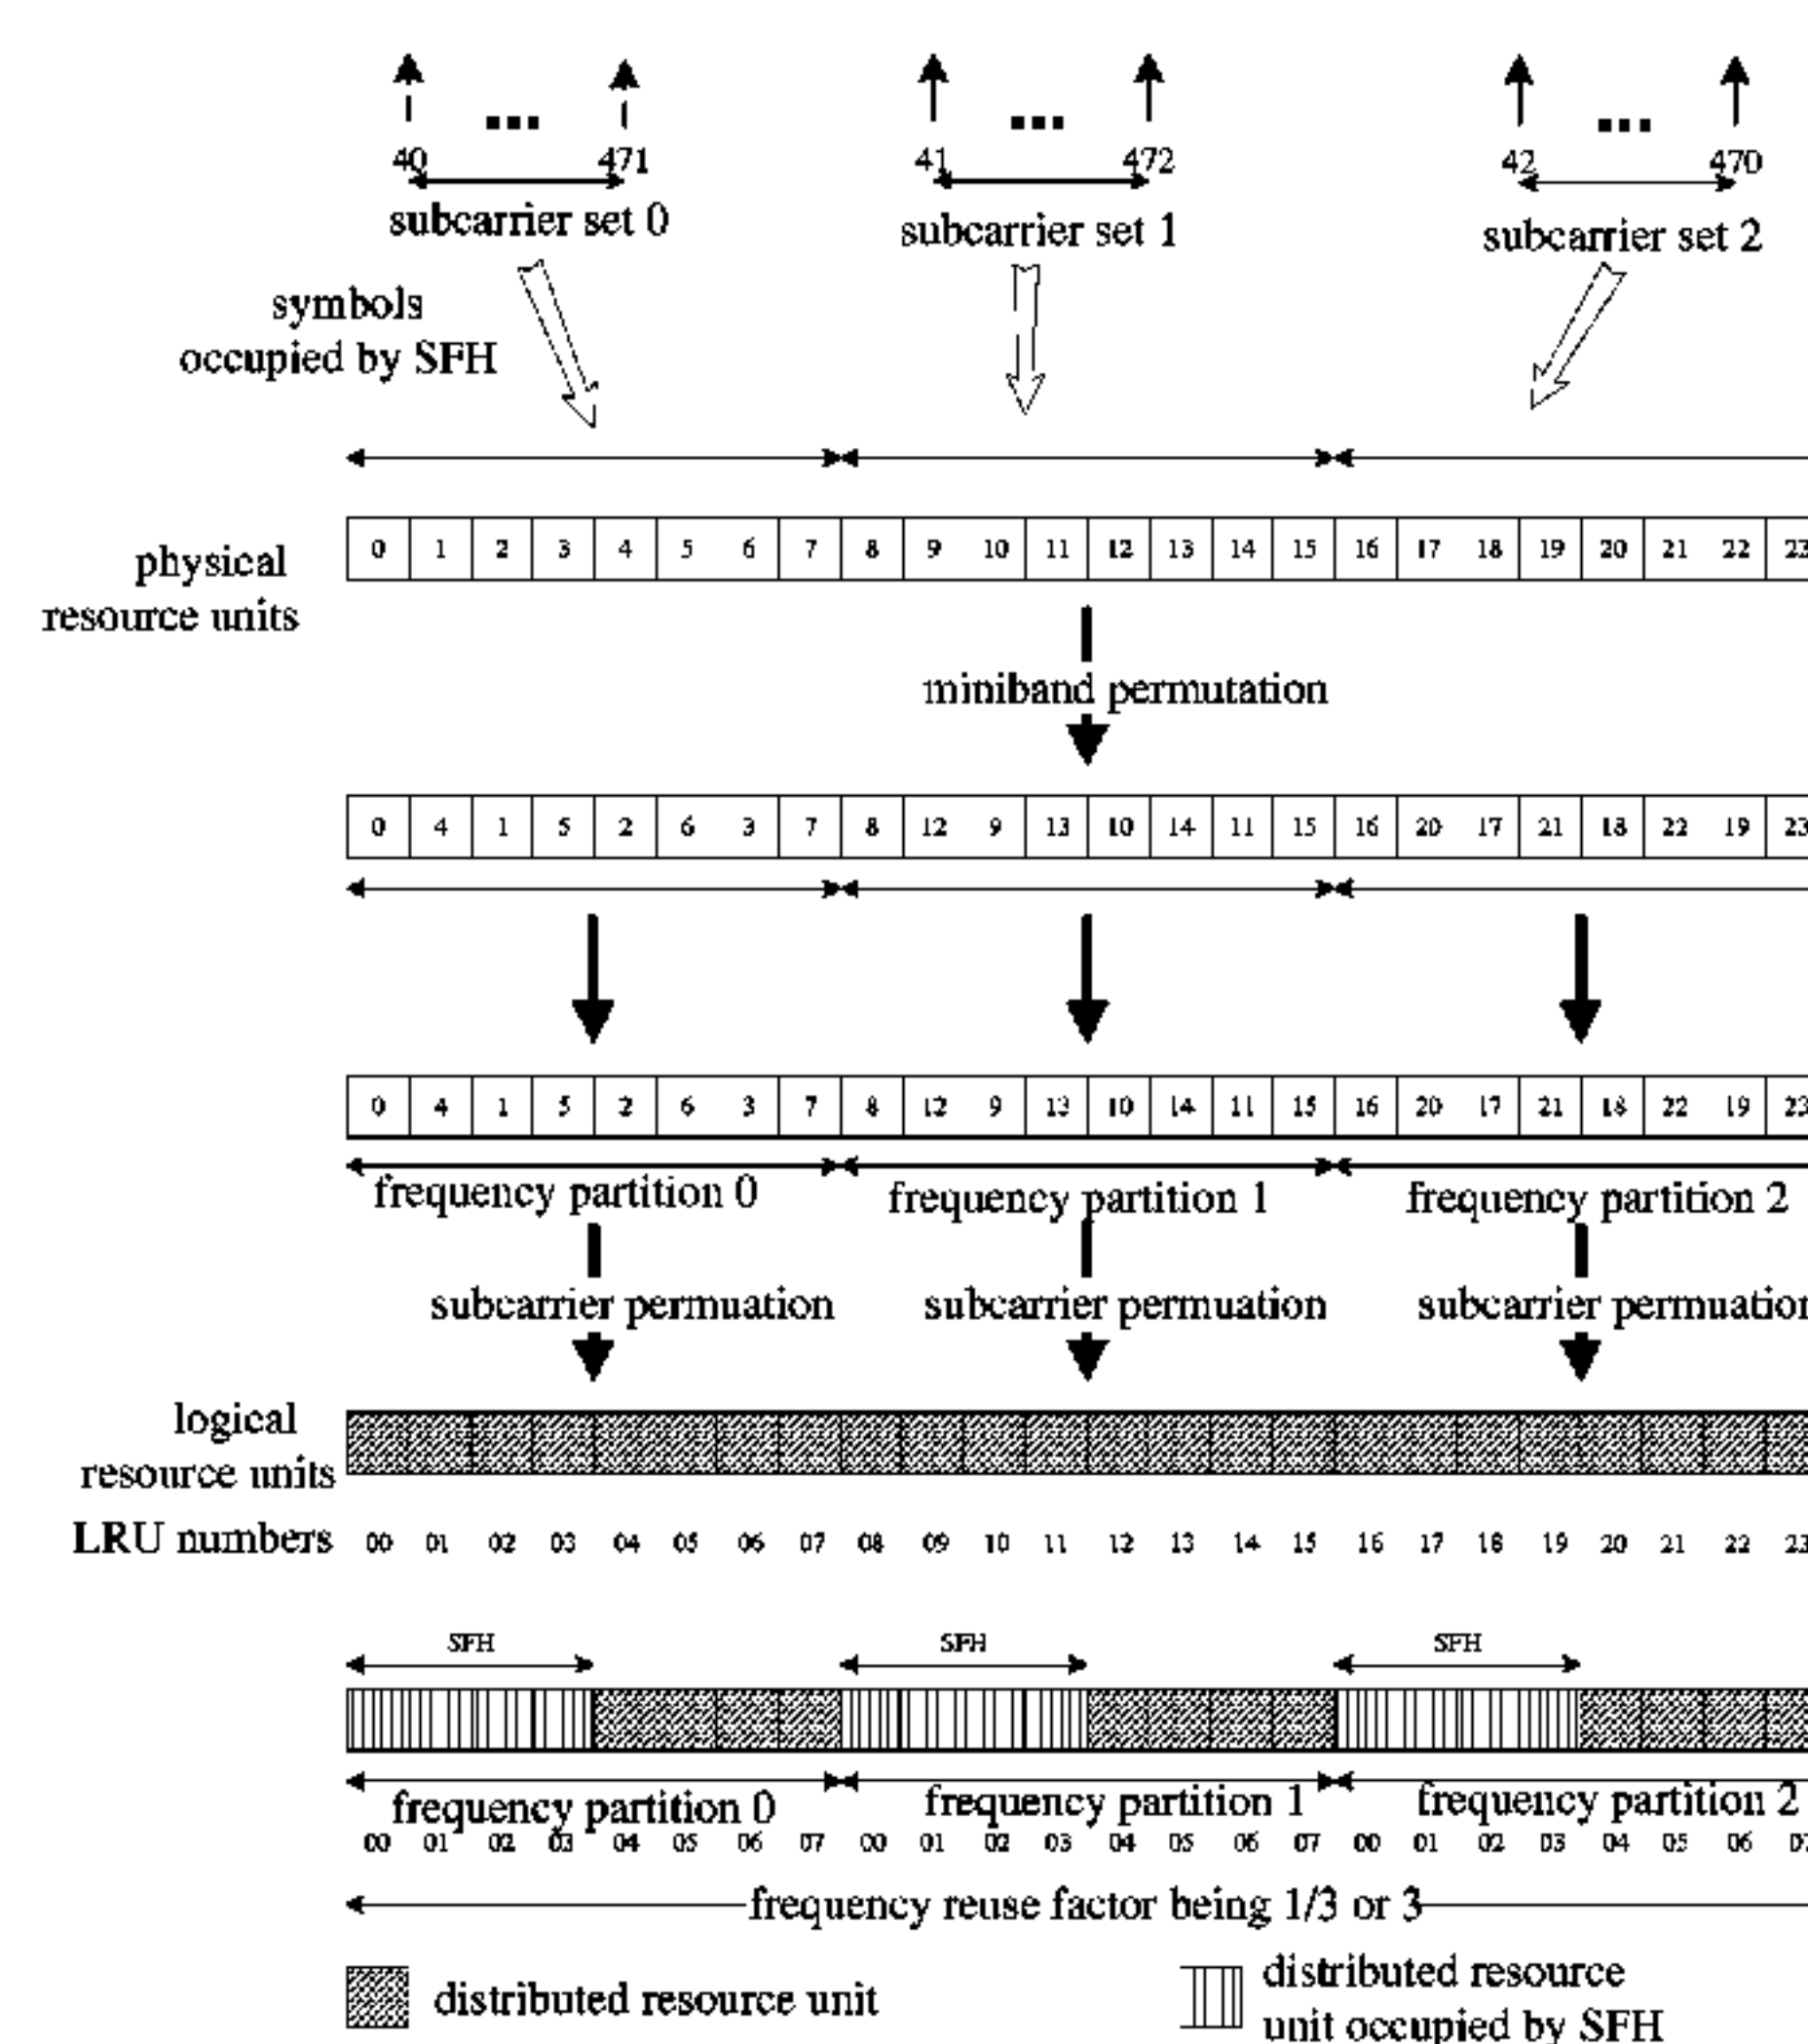 40 ... 471 41 ... 472 42 ... 470
subcarrier set 0 subcarrier set 1 subcarrier set 2
symbols
occupied by SFH
0 1 2 3 4 5 6 7 8 9 10 11 12 13 14 15 16 17 18 19 20 21 22 23
physical
resource units
miniband permutation
0 4 1 5 2 6 3 7 8 12 9 13 10 14 11 15 16 20 17 21 18 22 19 23
0 4 1 5 2 6 3 7 8 12 9 13 10 14 11 15 16 20 17 21 18 22 19 23
frequency partition 0 frequency partition 1 frequency partition 2
subcarrier permuation subcarrier permuation subcarrier permuation
logical
resource units
LRU numbers 00 01 02 03 04 05 06 07 08 09 10 11 12 13 14 15 16 17 18 19 20 21 22 23
SFH SFH SFH
frequency partition 0 frequency partition 1 frequency partition 2
00 01 02 03 04 05 06 07 00 01 02 03 04 05 06 07 00 01 02 03 04 05 06 07
frequency reuse factor being 1/3 or 3
distributed resource unit
distributed resource
unit occupied by SFH